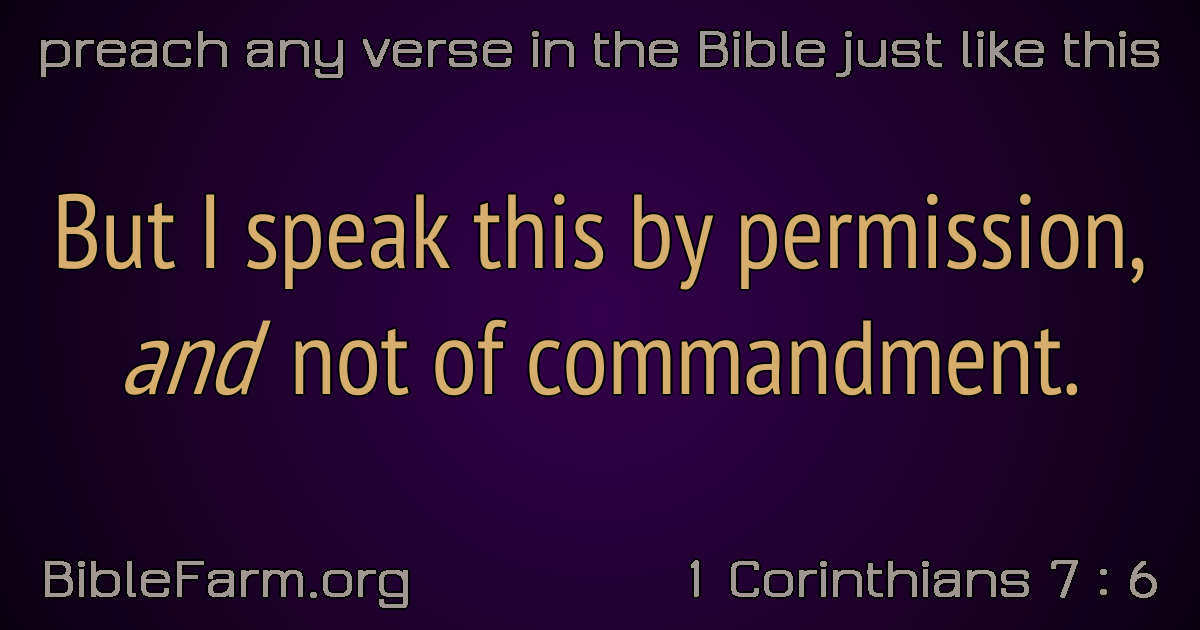 preach any verse in the Bible just like this
But I speak this by permission,
and not of commandment.
BibleFarm.org
1 Corinthians 7 : 6